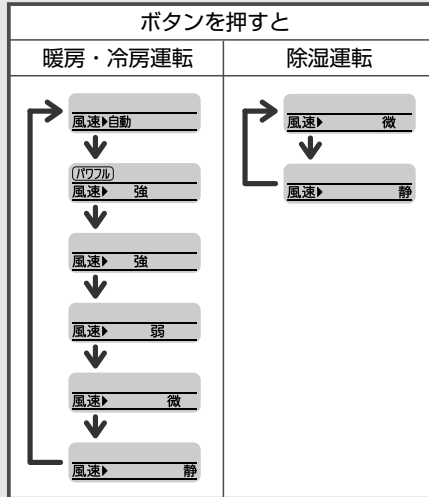 ボタンを押すと
暖房・冷房運転
除湿運転
風速▶自動
パワフル
風速▶ 強
風速▶ 強
風速▶ 弱
風速▶ 微
風速▶ 静
風速▶ 微
風速▶ 静